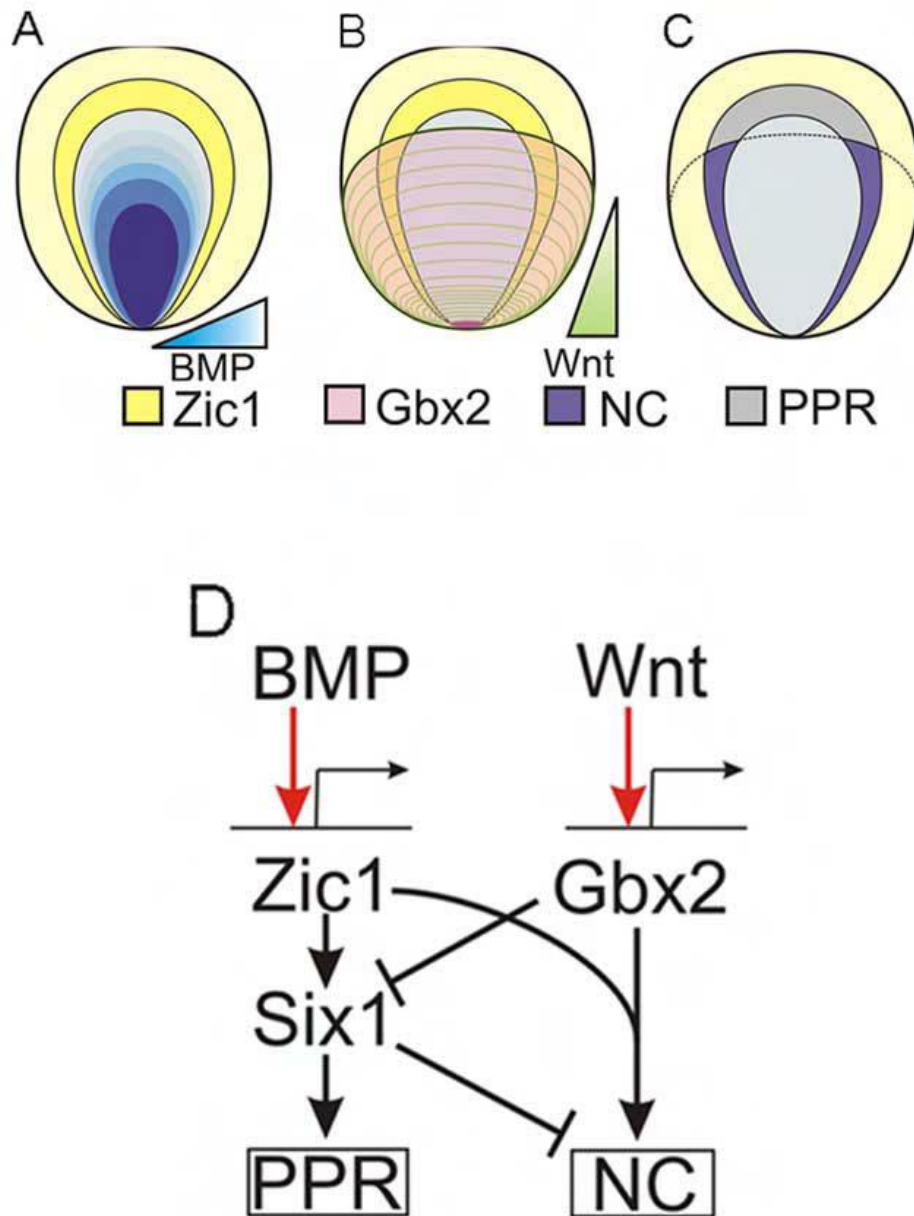 A B C
BMP Wnt
Zic1 Gbx2 NC PPR
D
BMP Wnt
Zic1 Gbx2
Six1
PPR NC